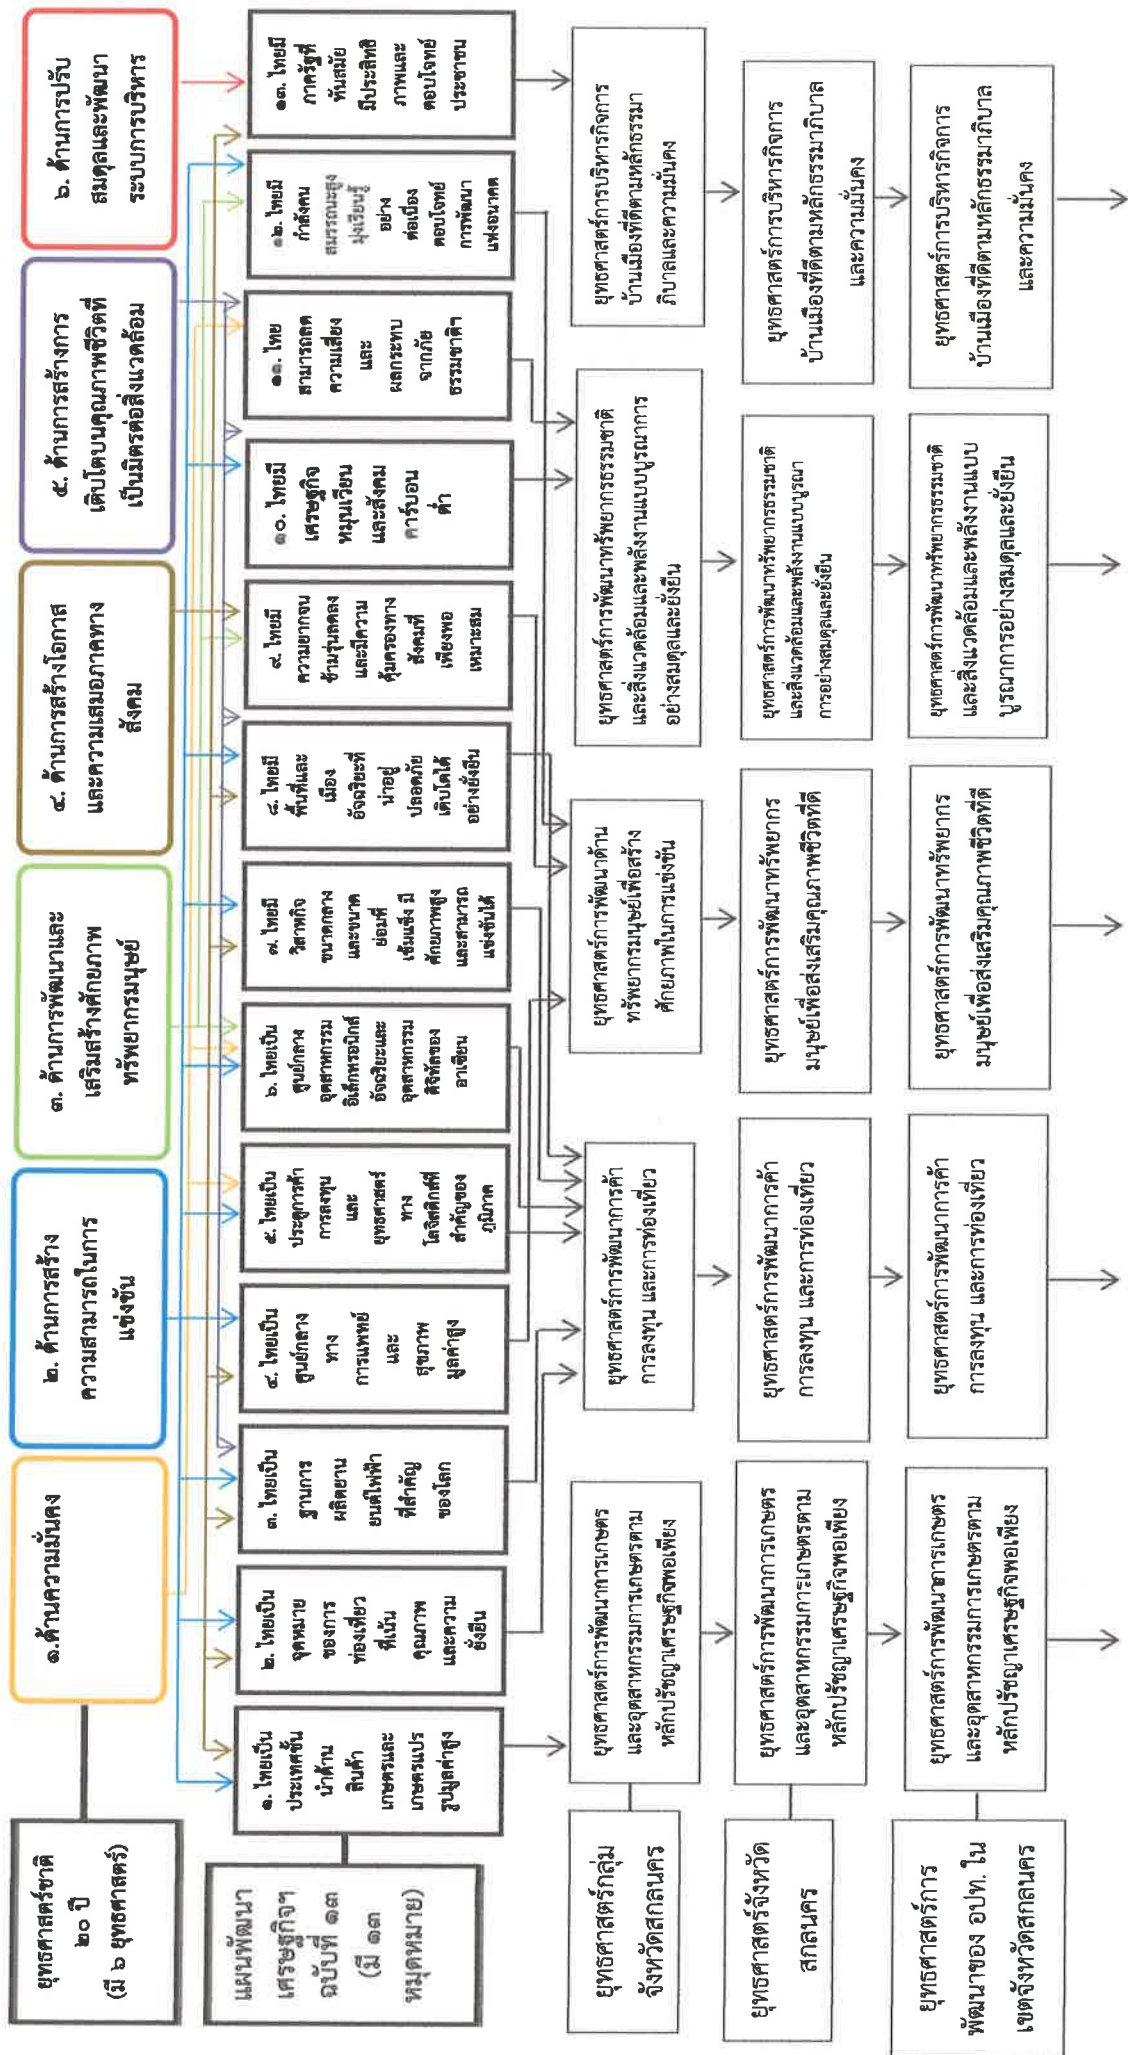 ยุทธศาสตร์ชาติ
๒๐ ปี
(มี ๖ ยุทธศาสตร์)
๑.ด้านความมั่นคง
๒. ด้านการสร้าง
ความสามารถในการ
แข่งขัน
๓. ด้านการพัฒนาและ
เสริมสร้างศักยภาพ
ทรัพยากรมนุษย์
๔. ด้านการสร้างโอกาส
และความเสมอภาคทาง
สังคม
๕. ด้านการสร้างการ
เติบโตบนคุณภาพชีวิตที่
เป็นมิตรต่อสิ่งแวดล้อม
๖. ด้านการปรับ
สมดุลและพัฒนา
ระบบการบริหาร
แผนพัฒนา
เศรษฐกิจฯ
ฉบับที่ ๑๓
(มี ๑๓
หมุดหมาย)
๑. ไทยเป็น
ประเทศชั้น
นำด้าน
สินค้า
เกษตรและ
เกษตรแปร
รูปมูลค่าสูง
๒. ไทยเป็น
จุดหมาย
ของการ
ท่องเที่ยว
ที่เน้น
คุณภาพ
และความ
ยั่งยืน
๓. ไทยเป็น
ฐานการ
ผลิตยาน
ยนต์ไฟฟ้า
ที่สำคัญ
ของโลก
๔. ไทยเป็น
ศูนย์กลาง
ทาง
การแพทย์
และ
สุขภาพ
มูลค่าสูง
๕. ไทยเป็น
ประตูการค้า
การลงทุน
และ
ยุทธศาสตร์
ทาง
โลจิสติกส์ที่
สำคัญของ
ภูมิภาค
๖. ไทยเป็น
ศูนย์กลาง
อุตสาหกรรม
อิเล็กทรอนิกส์
อัจฉริยะและ
อุตสาหกรรม
ดิจิทัลของ
อาเซียน
๗. ไทยมี
วิสาหกิจ
ขนาดกลาง
และขนาด
ย่อมที่
เข้มแข็ง มี
ศักยภาพสูง
และสามารถ
แข่งขันได้
๘. ไทยมี
พื้นที่และ
เมือง
อัจฉริยะที่
น่าอยู่
ปลอดภัย
เติบโตได้
อย่างยั่งยืน
๙. ไทยมี
ความยากจน
ข้ามรุ่นลดลง
และมีความ
คุ้มครองทาง
สังคมที่
เพียงพอ
เหมาะสม
๑๐. ไทยมี
เศรษฐกิจ
หมุนเวียน
และสังคม
คาร์บอน
ต่ำ
๑๑. ไทย
สามารถลด
ความเสี่ยง
และ
ผลกระทบ
จากภัย
ธรรมชาติฯ
๑๒. ไทยมี
กำลังคน
สมรรถนะสูง
มุ่งเรียนรู้
อย่าง
ต่อเนื่อง
ตอบโจทย์
การพัฒนา
แห่งอนาคต
๑๓. ไทยมี
ภาครัฐที่
ทันสมัย
มีประสิทธิ
ภาพและ
ตอบโจทย์
ประชาชน
ยุทธศาสตร์กลุ่ม
จังหวัดสกลนคร
ยุทธศาสตร์การพัฒนาการเกษตร
และอุตสาหกรรมการเกษตรตาม
หลักปรัชญาเศรษฐกิจพอเพียง
ยุทธศาสตร์การพัฒนาการค้า
การลงทุน และการท่องเที่ยว
ยุทธศาสตร์การพัฒนาด้าน
ทรัพยากรมนุษย์เพื่อสร้าง
ศักยภาพในการแข่งขัน
ยุทธศาสตร์การพัฒนาทรัพยากรธรรมชาติ
และสิ่งแวดล้อมและพลังงานแบบบูรณาการ
อย่างสมดุลและยั่งยืน
ยุทธศาสตร์การบริหารกิจการ
บ้านเมืองที่ดีตามหลักธรรมา
ภิบาลและความมั่นคง
ยุทธศาสตร์จังหวัด
สกลนคร
ยุทธศาสตร์การพัฒนาการเกษตร
และอุตสาหกรรมการเกษตรตาม
หลักปรัชญาเศรษฐกิจพอเพียง
ยุทธศาสตร์การพัฒนาการค้า
การลงทุน และการท่องเที่ยว
ยุทธศาสตร์การพัฒนาทรัพยากร
มนุษย์เพื่อส่งเสริมคุณภาพชีวิตที่ดี
ยุทธศาสตร์การพัฒนาทรัพยากรธรรมชาติ
และสิ่งแวดล้อมและพลังงานแบบบูรณา
การอย่างสมดุลและยั่งยืน
ยุทธศาสตร์การบริหารกิจการ
บ้านเมืองที่ดีตามหลักธรรมาภิบาล
และความมั่นคง
ยุทธศาสตร์การ
พัฒนาของ อปท. ใน
เขตจังหวัดสกลนคร
ยุทธศาสตร์การพัฒนาการเกษตร
และอุตสาหกรรมการเกษตรตาม
หลักปรัชญาเศรษฐกิจพอเพียง
ยุทธศาสตร์การพัฒนาการค้า
การลงทุน และการท่องเที่ยว
ยุทธศาสตร์การพัฒนาทรัพยากร
มนุษย์เพื่อส่งเสริมคุณภาพชีวิตที่ดี
ยุทธศาสตร์การพัฒนาทรัพยากรธรรมชาติ
และสิ่งแวดล้อมและพลังงานแบบ
บูรณาการอย่างสมดุลและยั่งยืน
ยุทธศาสตร์การบริหารกิจการ
บ้านเมืองที่ดีตามหลักธรรมาภิบาล
และความมั่นคง